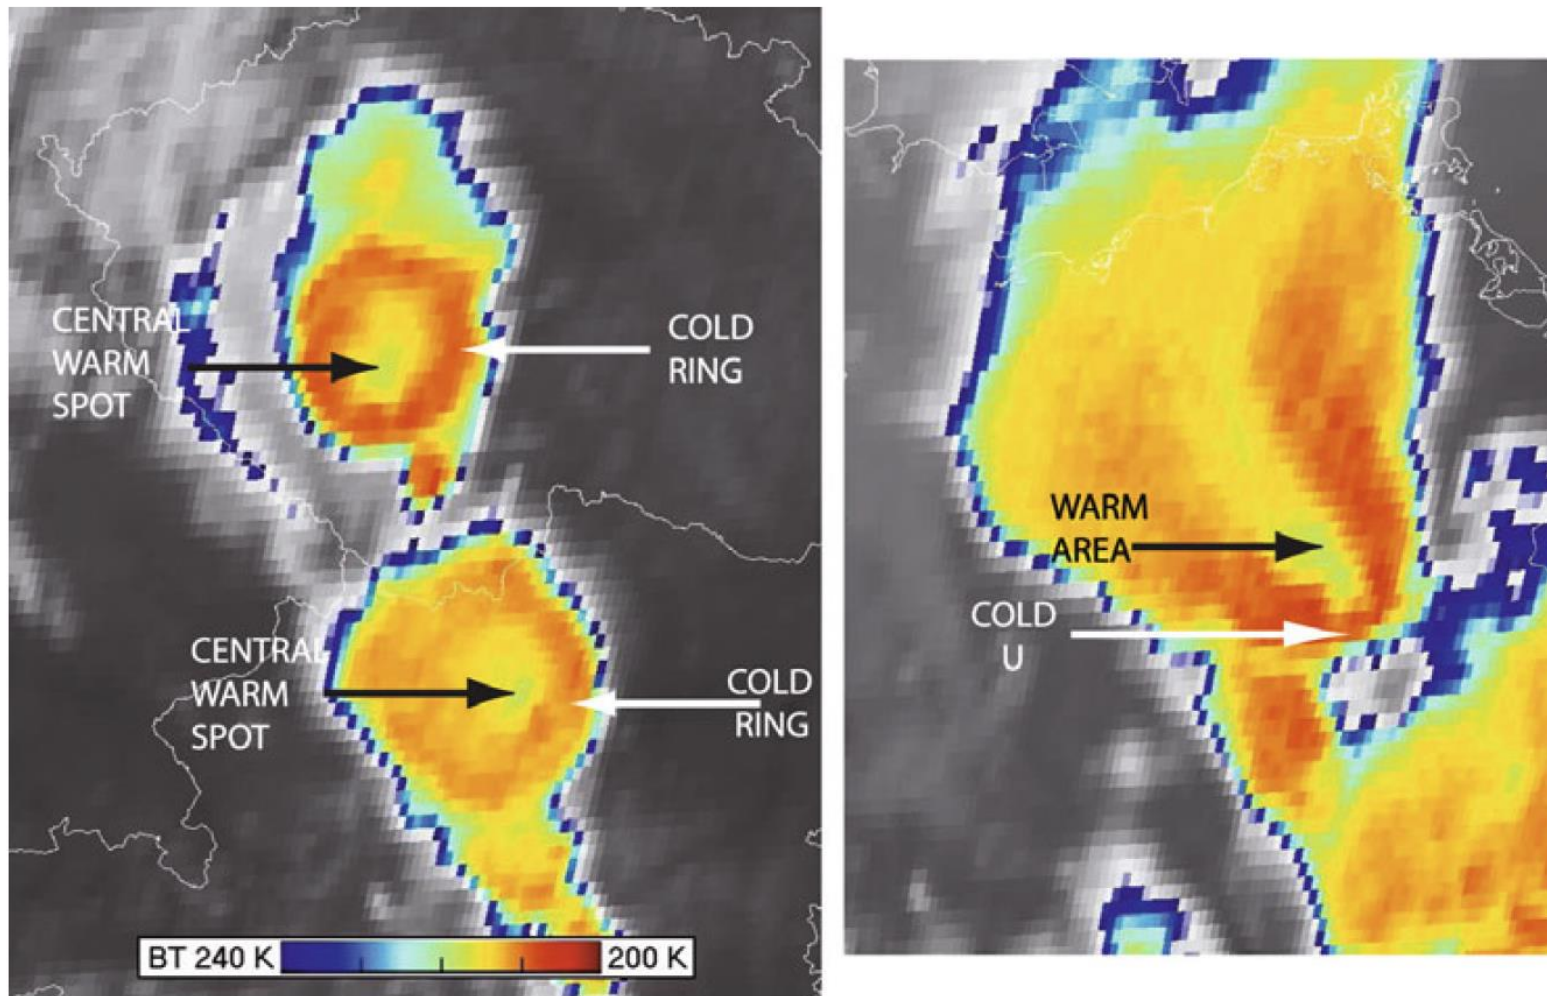 CENTRAL
WARM
SPOT
COLD
RING
CENTRAL
WARM
SPOT
COLD
RING
BT 240 K
200 K
WARM
AREA
COLD
U